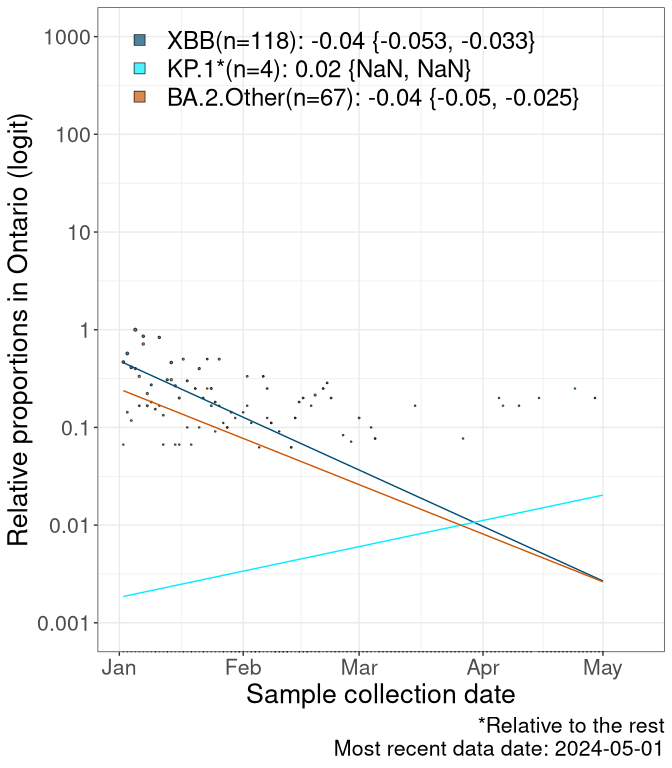 XBB(n=118): -0.04 {-0.053, -0.033}
KP.1*(n=4): 0.02 {NaN, NaN}
BA.2.Other(n=67): -0.04 {-0.05, -0.025}
Relative proportions in Ontario (logit)
1000
100
10
1
0.1
0.01
0.001
Jan Feb Mar Apr May
Sample collection date
*Relative to the rest
Most recent data date: 2024-05-01